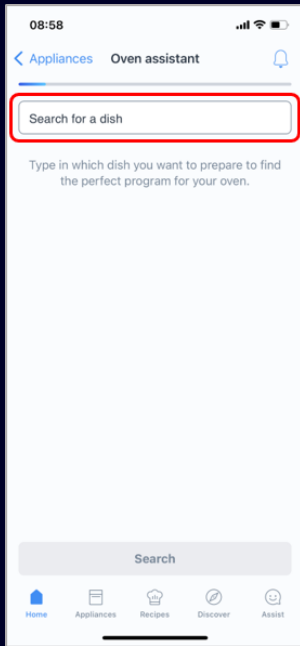 08:58
Appliances Oven assistant
Search for a dish
Type in which dish you want to prepare to find
the perfect program for your oven.
Search
Home Appliances Recipes Discover Assist